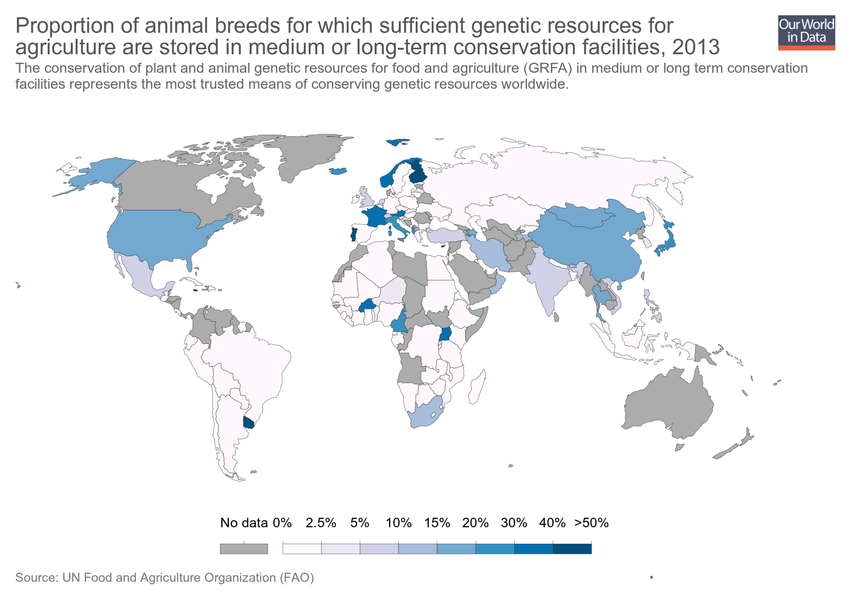 Proportion of animal breeds for which sufficient genetic resources for
agriculture are stored in medium or long-term conservation facilities, 2013
Our World
in Data
The conservation of plant and animal genetic resources for food and agriculture (GRFA) in medium or long term conservation
facilities represents the most trusted means of conserving genetic resources worldwide.
No data 0% 2.5% 5% 10% 15% 20% 30% 40% >50%
Source: UN Food and Agriculture Organization (FAO)